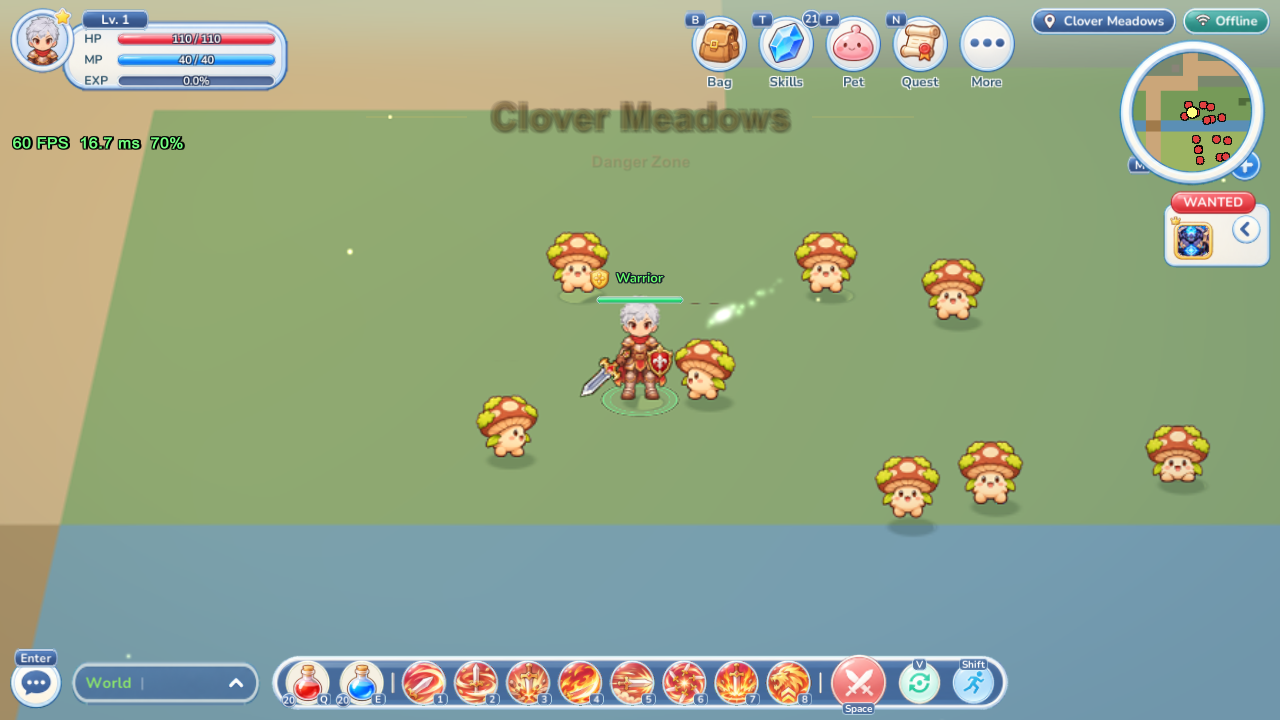 Lv. 1
HP 110 / 110
MP 40 / 40
EXP 0.0%
60 FPS 16.7 ms 70%
B
T
21
P
N
Bag
Skills
Pet
Quest
More
Clover Meadows
Offline
M
WANTED
Clover Meadows
Danger Zone
Warrior
Enter
World
20 Q
20 E
1
2
3
4
5
6
7
8
Space
V
Shift